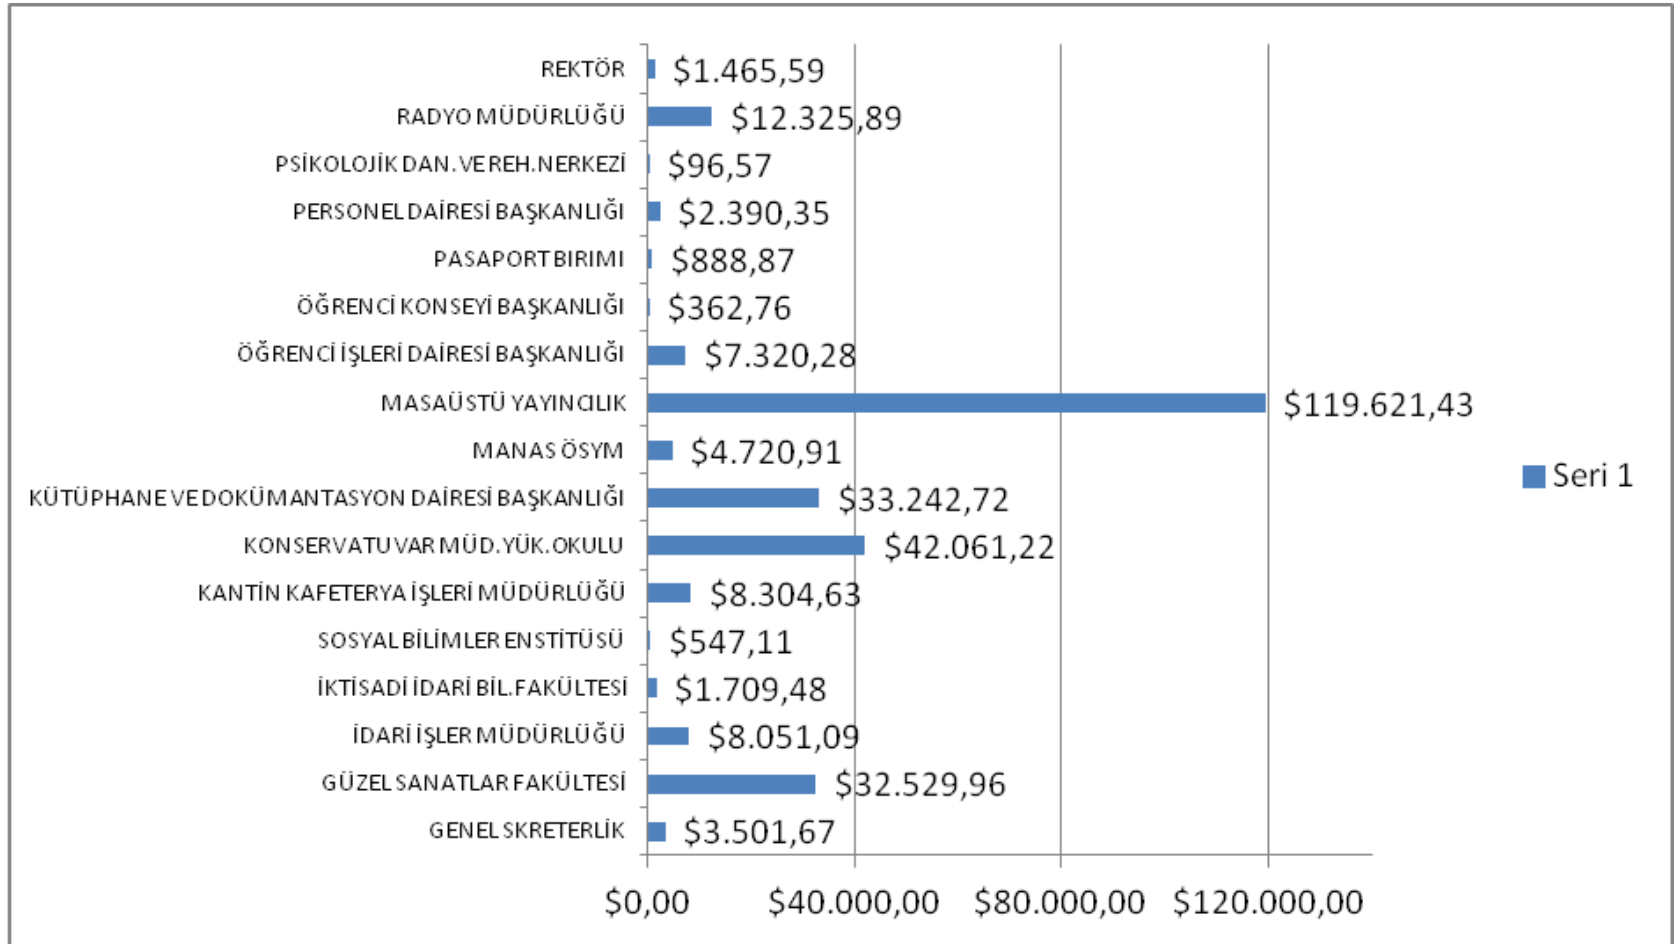 REKTÖR $1.465,59
RADYO MÜDÜRLÜĞÜ $12.325,89
PSİKOLOJİK DAN. VE REH. NERKEZİ $96,57
PERSONEL DAİRESİ BAŞKANLIĞI $2.390,35
PASAPORT BIRIMI $888,87
ÖĞRENCİ KONSEYİ BAŞKANLIĞI $362,76
ÖĞRENCİ İŞLERİ DAİRESİ BAŞKANLIĞI $7.320,28
MASAÜSTÜ YAYINCILIK $119.621,43
MANAS ÖSYM $4.720,91
KÜTÜPHANE VE DOKÜMANTASYON DAİRESİ BAŞKANLIĞI $33.242,72
KONSERVATUVAR MÜD. YÜK. OKULU $42.061,22
KANTİN KAFETERYA İŞLERİ MÜDÜRLÜĞÜ $8.304,63
SOSYAL BİLİMLER ENSTİTÜSÜ $547,11
İKTİSADİ İDARİ BİL. FAKÜLTESİ $1.709,48
İDARİ İŞLER MÜDÜRLÜĞÜ $8.051,09
GÜZEL SANATLAR FAKÜLTESİ $32.529,96
GENEL SKRETERLİK $3.501,67
$0,00 $40.000,00 $80.000,00 $120.000,00
Seri 1